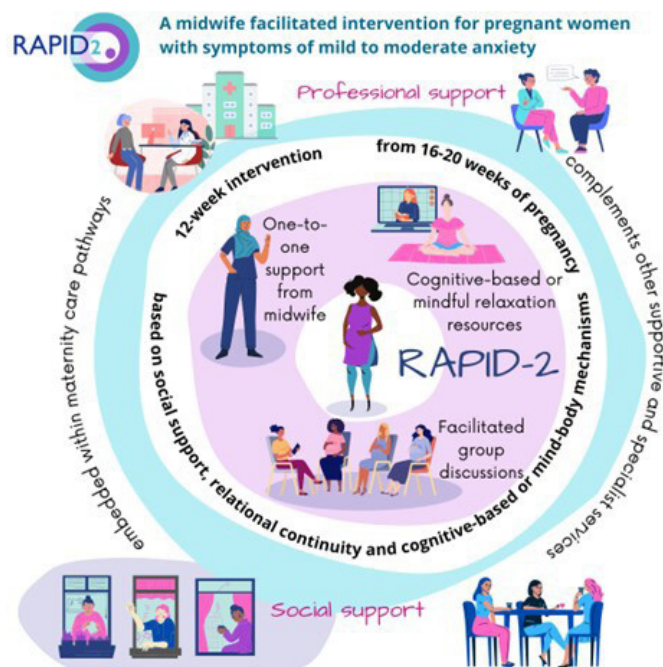 RAPID 2
A midwife facilitated intervention for pregnant women
with symptoms of mild to moderate anxiety
Professional support
12-week intervention
from 16-20 weeks of pregnancy
embedded within maternity care pathways
complements other supportive and specialist services
One-to-
one
support
from
midwife
Cognitive-based or
mindful relaxation
resources
RAPID-2
Facilitated
group
discussions
based on social support, relational continuity and cognitive-based or mind-body mechanisms
Social support